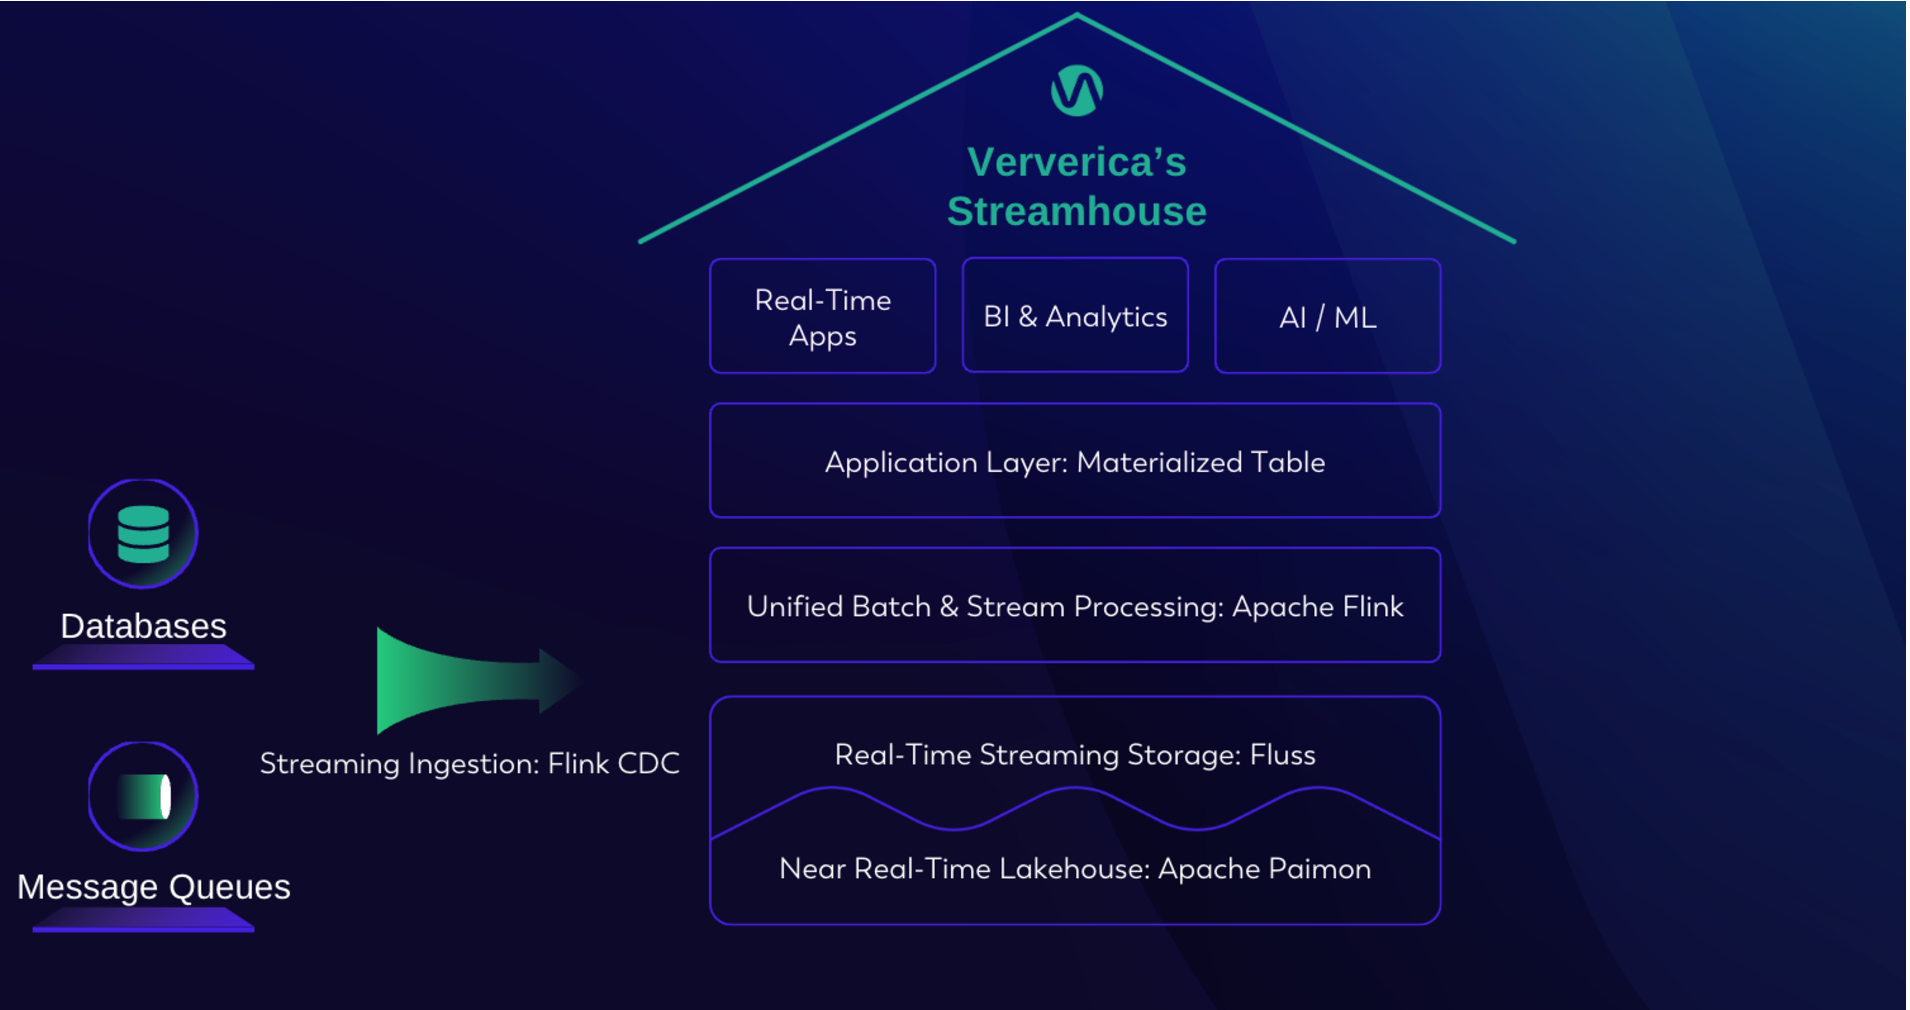 Ververica’s
Streamhouse
Real-Time
Apps
BI & Analytics
AI / ML
Application Layer: Materialized Table
Unified Batch & Stream Processing: Apache Flink
Real-Time Streaming Storage: Fluss
Near Real-Time Lakehouse: Apache Paimon
Databases
Streaming Ingestion: Flink CDC
Message Queues